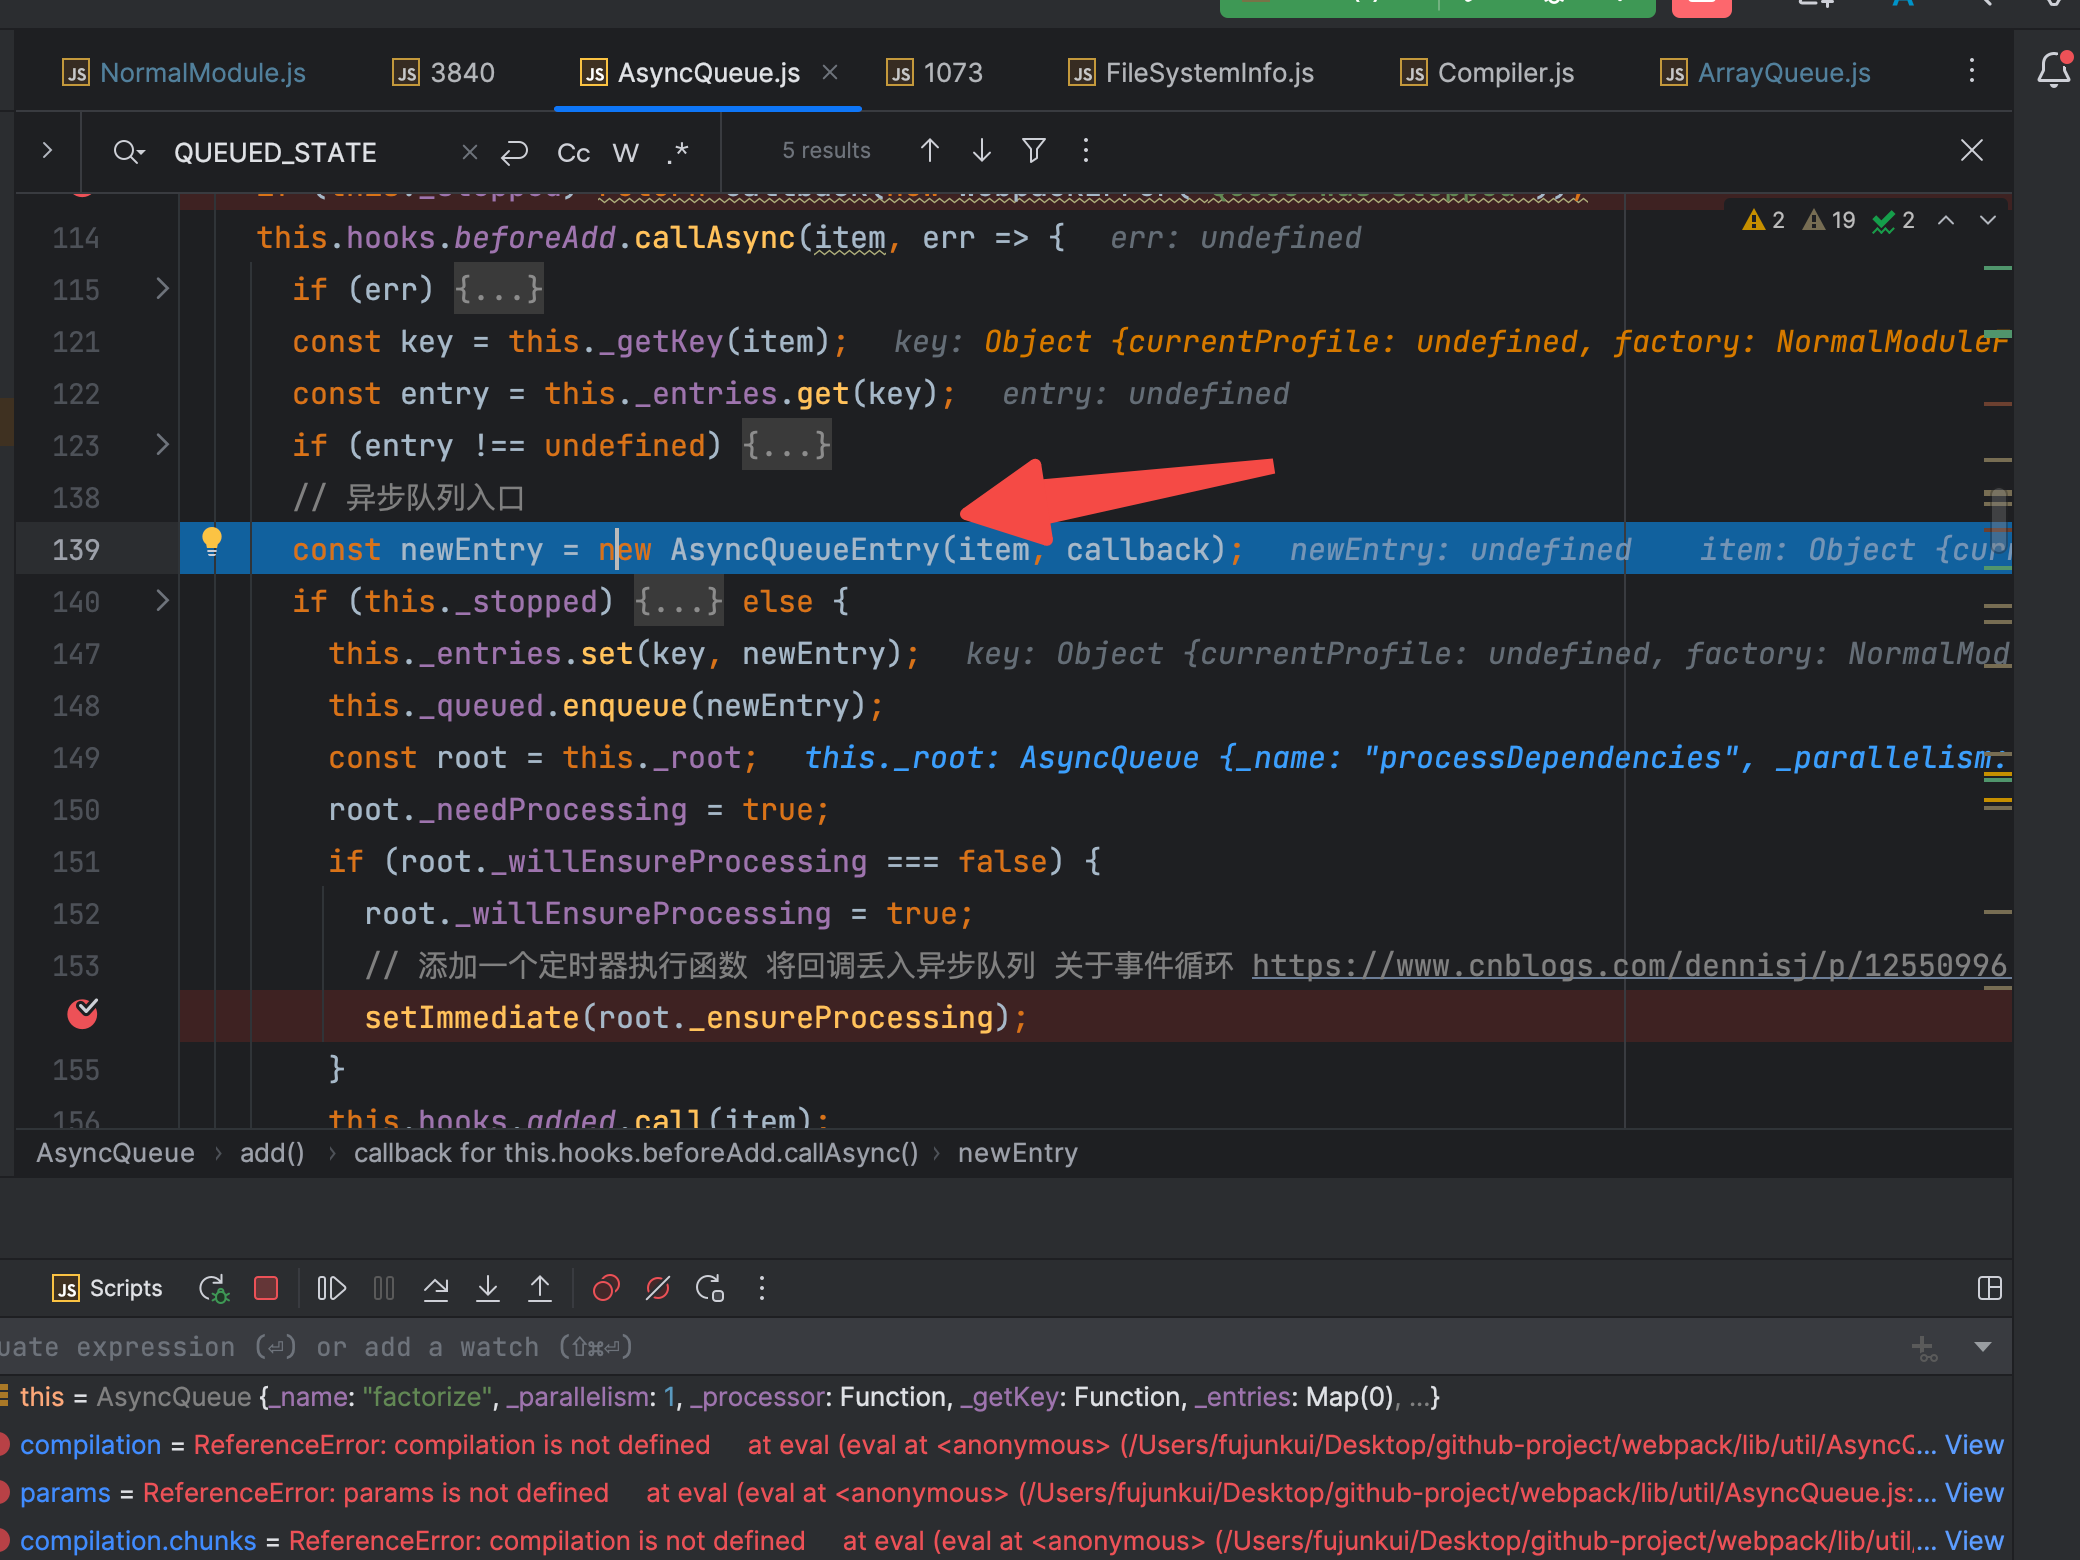 JS NormalModule.js JS 3840 JS AsyncQueue.js JS 1073 JS FileSystemInfo.js JS Compiler.js JS ArrayQueue.js
QUEUED_STATE Cc W .* 5 results
2 19 2
114 this.hooks.beforeAdd.callAsync(item, err => { err: undefined
115 if (err) {...}
121 const key = this._getKey(item); key: Object {currentProfile: undefined, factory: NormalModuleF
122 const entry = this._entries.get(key); entry: undefined
123 if (entry !== undefined) {...}
138 // 异步队列入口
139 const newEntry = new AsyncQueueEntry(item, callback); newEntry: undefined item: Object {curr
140 if (this._stopped) {...} else {
147 this._entries.set(key, newEntry); key: Object {currentProfile: undefined, factory: NormalMod
148 this._queued.enqueue(newEntry);
149 const root = this._root; this._root: AsyncQueue {_name: "processDependencies", _parallelism:
150 root._needProcessing = true;
151 if (root._willEnsureProcessing === false) {
152 root._willEnsureProcessing = true;
153 // 添加一个定时器执行函数 将回调丢入异步队列 关于事件循环 https://www.cnblogs.com/dennisj/p/12550996.
setImmediate(root._ensureProcessing);
155 }
156 this.hooks.added.call(item);
AsyncQueue › add() › callback for this.hooks.beforeAdd.callAsync() › newEntry
JS Scripts
uate expression (⏎) or add a watch (⇧⌘⏎)
this = AsyncQueue {_name: "factorize", _parallelism: 1, _processor: Function, _getKey: Function, _entries: Map(0), ...}
compilation = ReferenceError: compilation is not defined at eval (eval at <anonymous> (/Users/fujunkui/Desktop/github-project/webpack/lib/util/AsyncQ... View
params = ReferenceError: params is not defined at eval (eval at <anonymous> (/Users/fujunkui/Desktop/github-project/webpack/lib/util/AsyncQueue.js:... View
compilation.chunks = ReferenceError: compilation is not defined at eval (eval at <anonymous> (/Users/fujunkui/Desktop/github-project/webpack/lib/util/... View